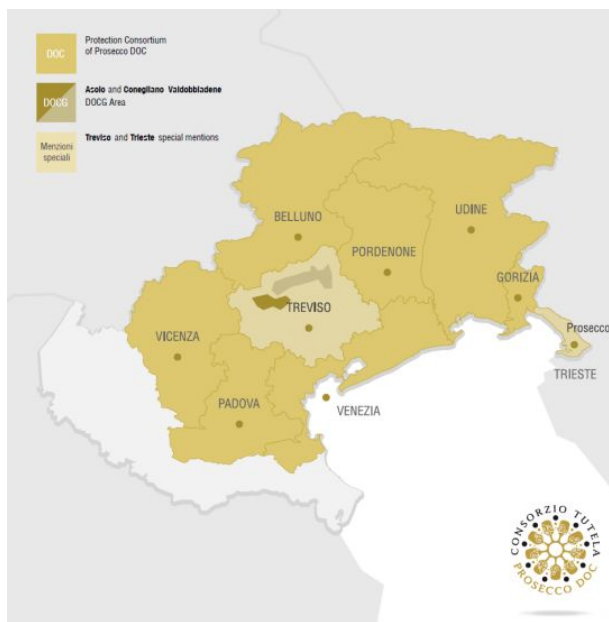 DOC
Protection Consortium
of Prosecco DOC
DOCG
Asolo and Conegliano Valdobbiadene
DOCG Area
Menzioni
speciali
Treviso and Trieste special mentions
BELLUNO
UDINE
PORDENONE
GORIZIA
TREVISO
Prosecco
VICENZA
TRIESTE
PADOVA
VENEZIA
CONSORZIO TUTELA
PROSECCO DOC